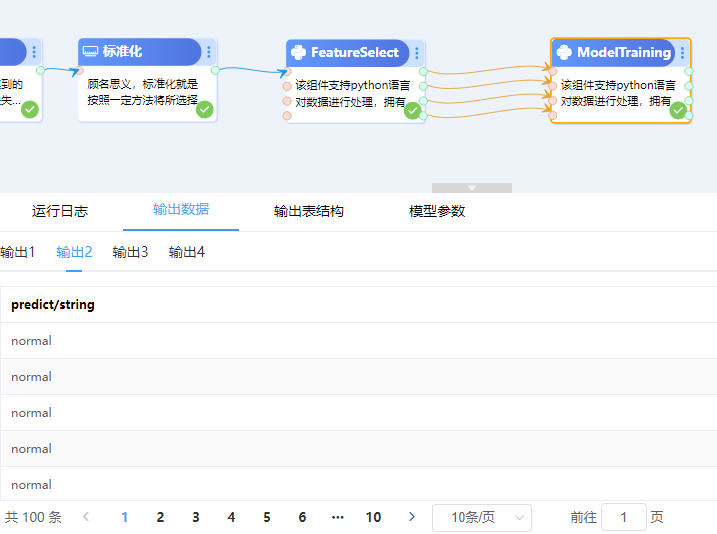 标准化
FeatureSelect
ModelTraining
到的
失...
顾名思义，标准化就是
按照一定方法将所选择
该组件支持python语言
对数据进行处理，拥有
该组件支持python语言
对数据进行处理，拥有
运行日志 输出数据 输出表结构 模型参数
输出1 输出2 输出3 输出4
predict/string
normal
normal
normal
normal
normal
共 100 条 < 1 2 3 4 5 6 ··· 10 > 10条/页 前往 1 页